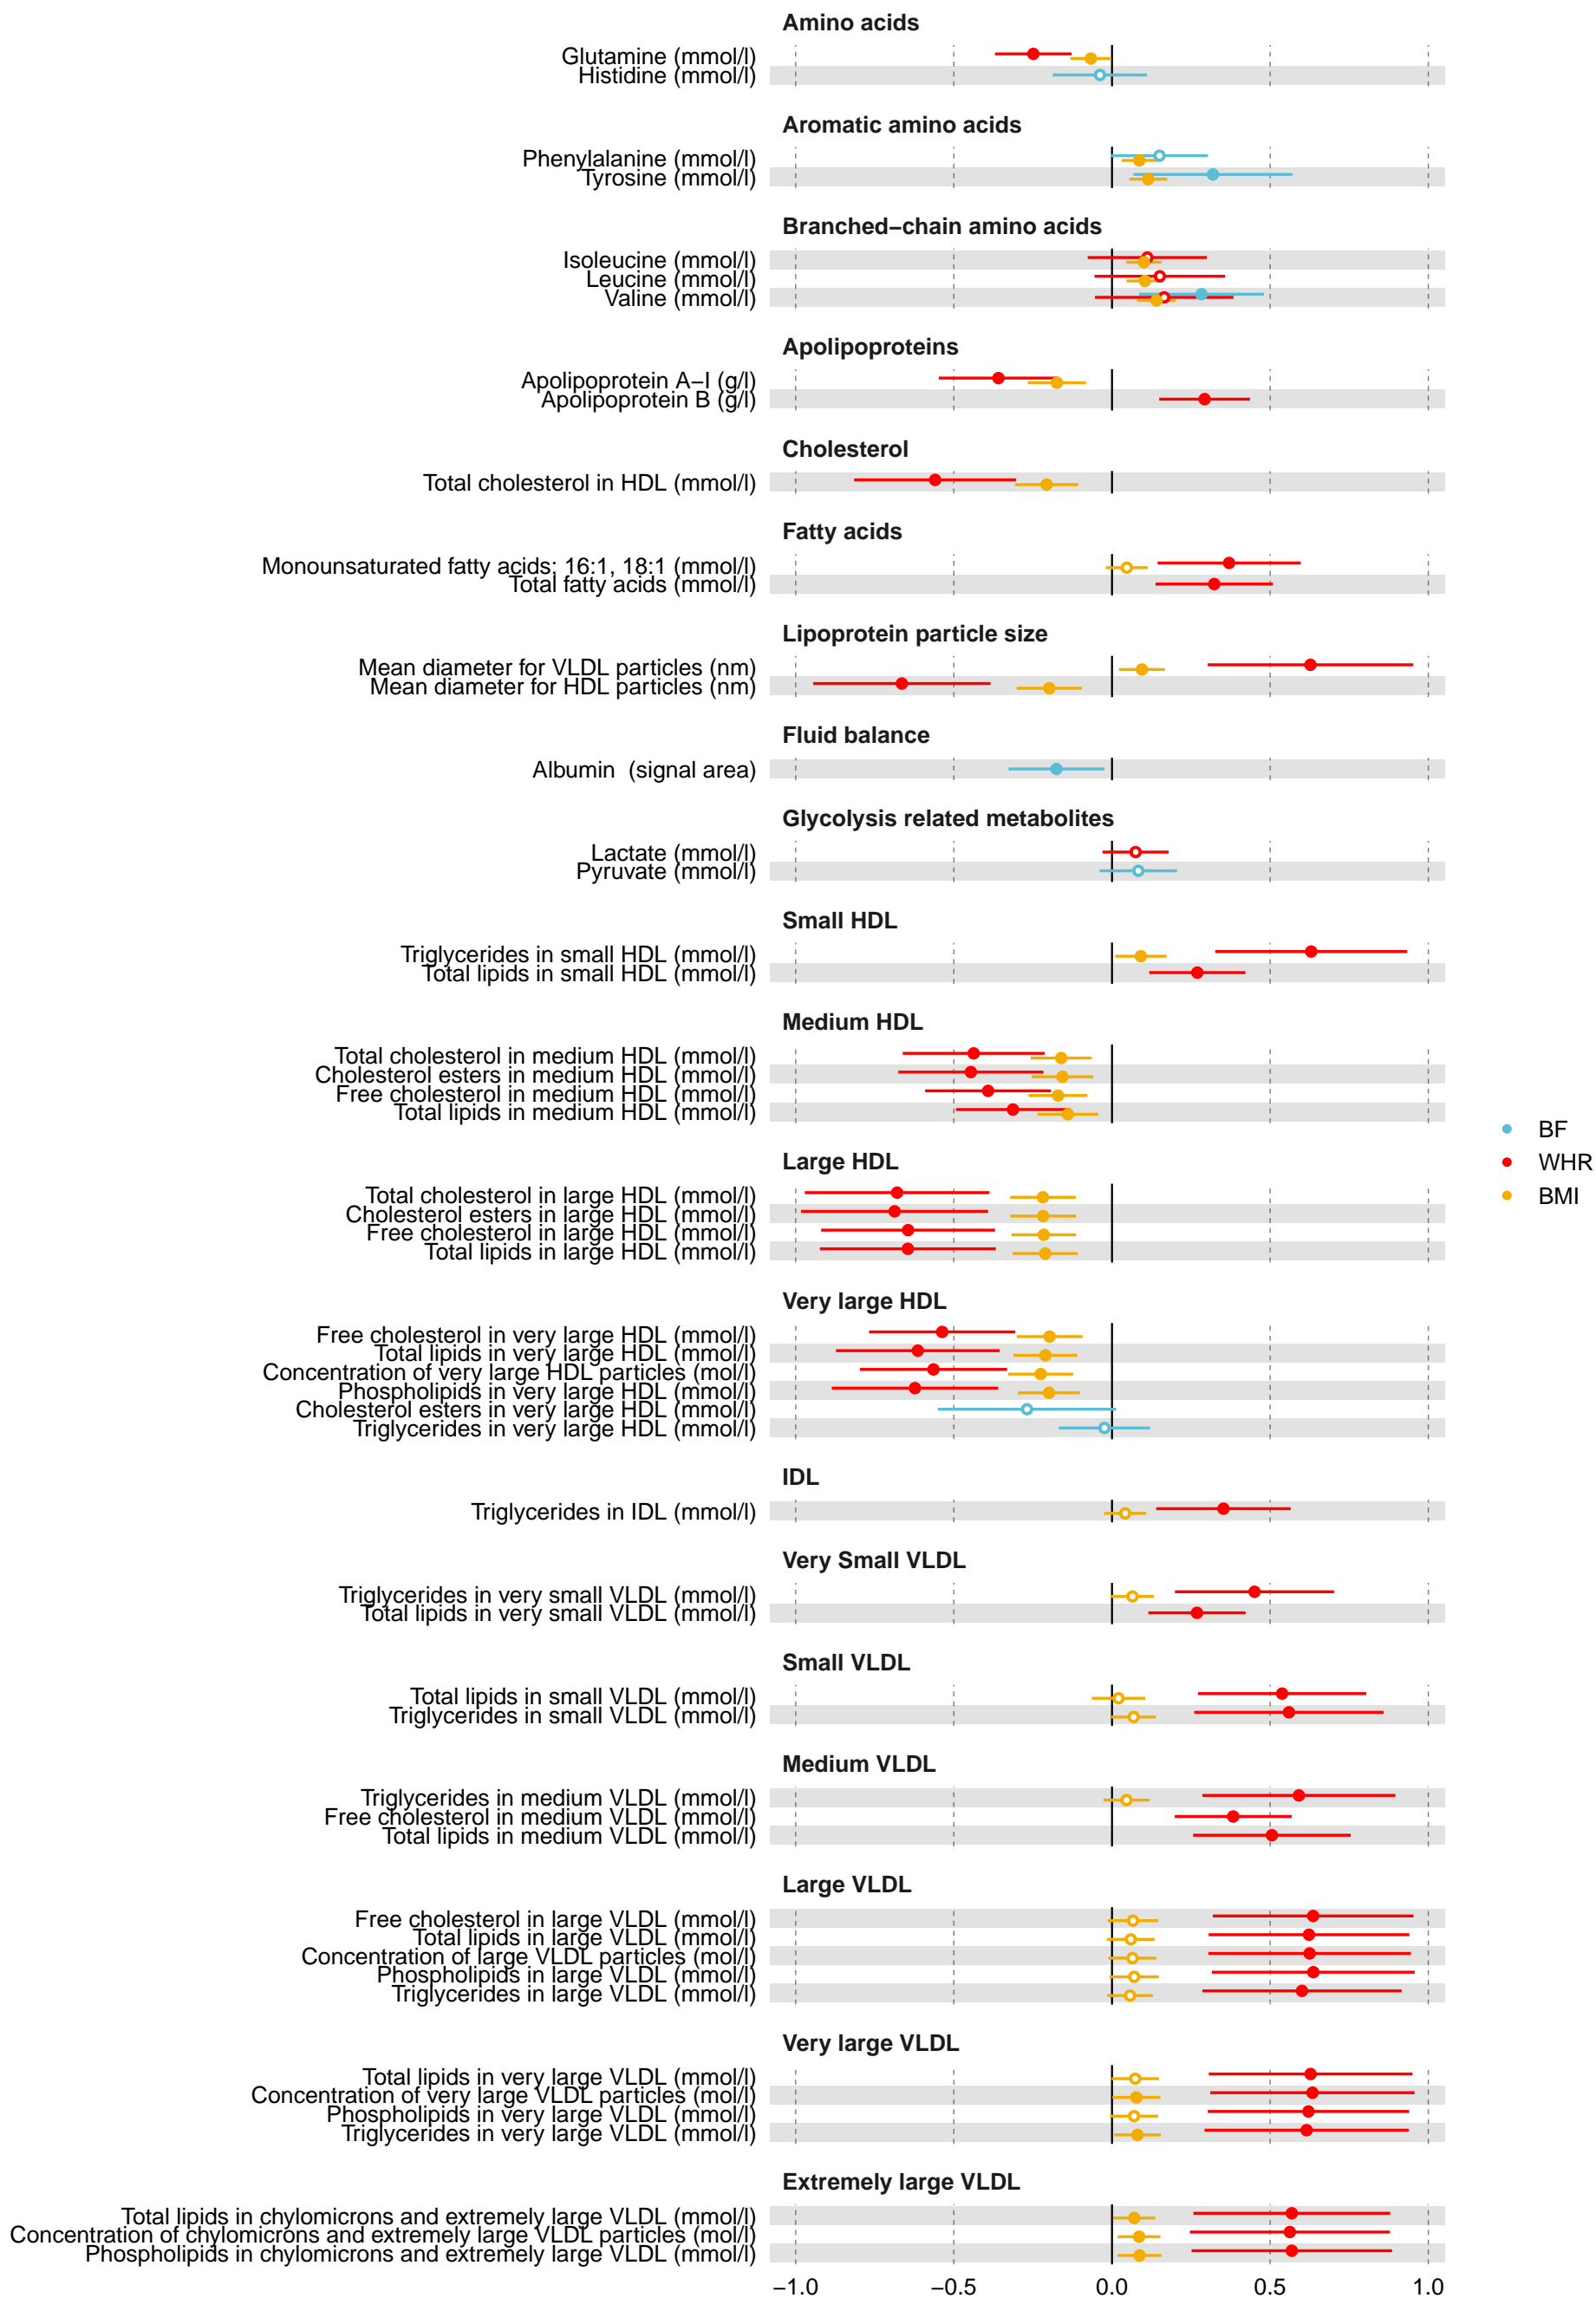 Amino acids
Glutamine (mmol/l)
Histidine (mmol/l)
Aromatic amino acids
Phenylalanine (mmol/l)
Tyrosine (mmol/l)
Branched−chain amino acids
Isoleucine (mmol/l)
Leucine (mmol/l)
Valine (mmol/l)
Apolipoproteins
Apolipoprotein A−I (g/l)
Apolipoprotein B (g/l)
Cholesterol
Total cholesterol in HDL (mmol/l)
Fatty acids
Monounsaturated fatty acids; 16:1, 18:1 (mmol/l)
Total fatty acids (mmol/l)
Lipoprotein particle size
Mean diameter for VLDL particles (nm)
Mean diameter for HDL particles (nm)
Fluid balance
Albumin  (signal area)
Glycolysis related metabolites
Lactate (mmol/l)
Pyruvate (mmol/l)
Small HDL
Triglycerides in small HDL (mmol/l)
Total lipids in small HDL (mmol/l)
Medium HDL
Total cholesterol in medium HDL (mmol/l)
Cholesterol esters in medium HDL (mmol/l)
Free cholesterol in medium HDL (mmol/l)
Total lipids in medium HDL (mmol/l)
Large HDL
Total cholesterol in large HDL (mmol/l)
Cholesterol esters in large HDL (mmol/l)
Free cholesterol in large HDL (mmol/l)
Total lipids in large HDL (mmol/l)
Very large HDL
Free cholesterol in very large HDL (mmol/l)
Total lipids in very large HDL (mmol/l)
Concentration of very large HDL particles (mol/l)
Phospholipids in very large HDL (mmol/l)
Cholesterol esters in very large HDL (mmol/l)
Triglycerides in very large HDL (mmol/l)
IDL
Triglycerides in IDL (mmol/l)
Very Small VLDL
Triglycerides in very small VLDL (mmol/l)
Total lipids in very small VLDL (mmol/l)
Small VLDL
Total lipids in small VLDL (mmol/l)
Triglycerides in small VLDL (mmol/l)
Medium VLDL
Triglycerides in medium VLDL (mmol/l)
Free cholesterol in medium VLDL (mmol/l)
Total lipids in medium VLDL (mmol/l)
Large VLDL
Free cholesterol in large VLDL (mmol/l)
Total lipids in large VLDL (mmol/l)
Concentration of large VLDL particles (mol/l)
Phospholipids in large VLDL (mmol/l)
Triglycerides in large VLDL (mmol/l)
Very large VLDL
Total lipids in very large VLDL (mmol/l)
Concentration of very large VLDL particles (mol/l)
Phospholipids in very large VLDL (mmol/l)
Triglycerides in very large VLDL (mmol/l)
Extremely large VLDL
Total lipids in chylomicrons and extremely large VLDL (mmol/l)
Concentration of chylomicrons and extremely large VLDL particles (mol/l)
Phospholipids in chylomicrons and extremely large VLDL (mmol/l)
−1.0 −0.5 0.0 0.5 1.0
BF
WHR
BMI